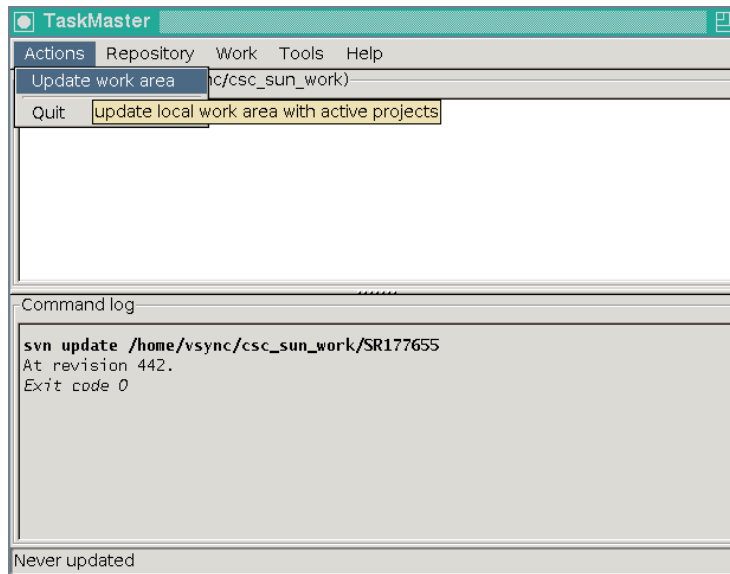 TaskMaster
Actions Repository Work Tools Help
Update work area
nc/csc_sun_work)
Quit
update local work area with active projects
Command log
svn update /home/vsync/csc_sun_work/SR177655
At revision 442.
Exit code 0
Never updated